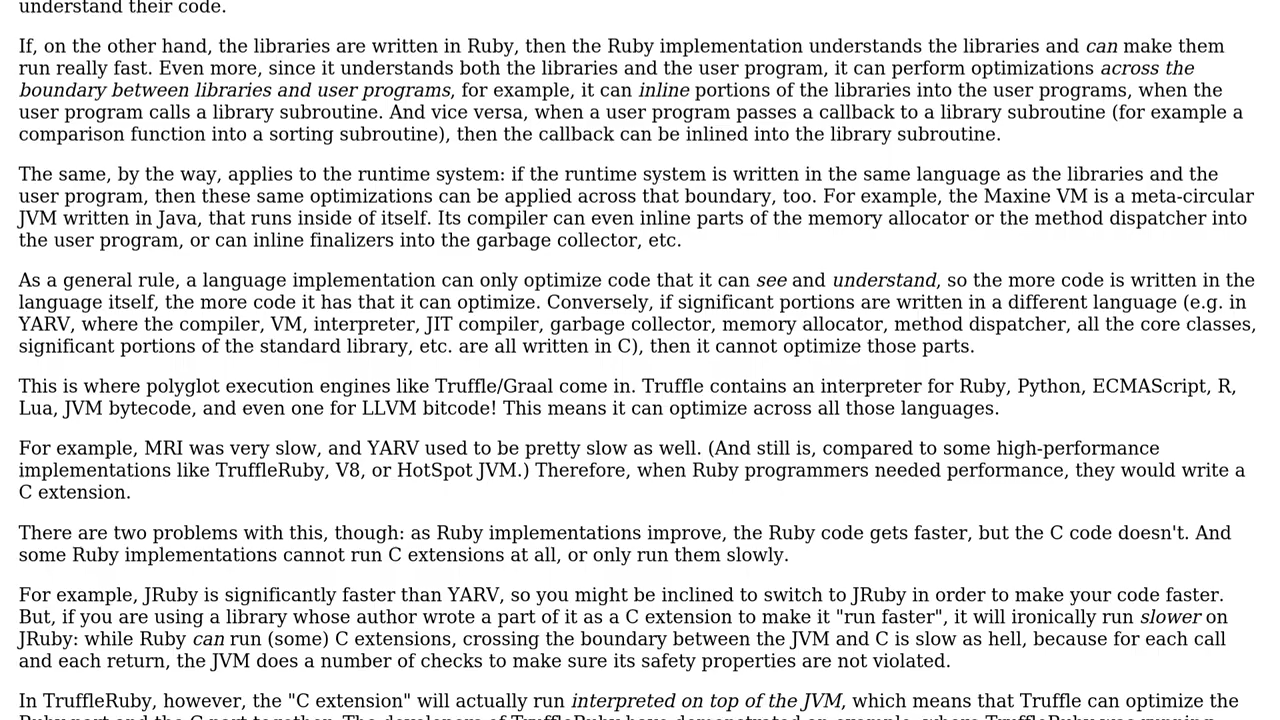 understand their code.
If, on the other hand, the libraries are written in Ruby, then the Ruby implementation understands the libraries and can make them
run really fast. Even more, since it understands both the libraries and the user program, it can perform optimizations across the
boundary between libraries and user programs, for example, it can inline portions of the libraries into the user programs, when the
user program calls a library subroutine. And vice versa, when a user program passes a callback to a library subroutine (for example a
comparison function into a sorting subroutine), then the callback can be inlined into the library subroutine.
The same, by the way, applies to the runtime system: if the runtime system is written in the same language as the libraries and the
user program, then these same optimizations can be applied across that boundary, too. For example, the Maxine VM is a meta-circular
JVM written in Java, that runs inside of itself. Its compiler can even inline parts of the memory allocator or the method dispatcher into
the user program, or can inline finalizers into the garbage collector, etc.
As a general rule, a language implementation can only optimize code that it can see and understand, so the more code is written in the
language itself, the more code it has that it can optimize. Conversely, if significant portions are written in a different language (e.g. in
YARV, where the compiler, VM, interpreter, JIT compiler, garbage collector, memory allocator, method dispatcher, all the core classes,
significant portions of the standard library, etc. are all written in C), then it cannot optimize those parts.
This is where polyglot execution engines like Truffle/Graal come in. Truffle contains an interpreter for Ruby, Python, ECMAScript, R,
Lua, JVM bytecode, and even one for LLVM bitcode! This means it can optimize across all those languages.
For example, MRI was very slow, and YARV used to be pretty slow as well. (And still is, compared to some high-performance
implementations like TruffleRuby, V8, or HotSpot JVM.) Therefore, when Ruby programmers needed performance, they would write a
C extension.
There are two problems with this, though: as Ruby implementations improve, the Ruby code gets faster, but the C code doesn't. And
some Ruby implementations cannot run C extensions at all, or only run them slowly.
For example, JRuby is significantly faster than YARV, so you might be inclined to switch to JRuby in order to make your code faster.
But, if you are using a library whose author wrote a part of it as a C extension to make it "run faster", it will ironically run slower on
JRuby: while Ruby can run (some) C extensions, crossing the boundary between the JVM and C is slow as hell, because for each call
and each return, the JVM does a number of checks to make sure its safety properties are not violated.
In TruffleRuby, however, the "C extension" will actually run interpreted on top of the JVM, which means that Truffle can optimize the